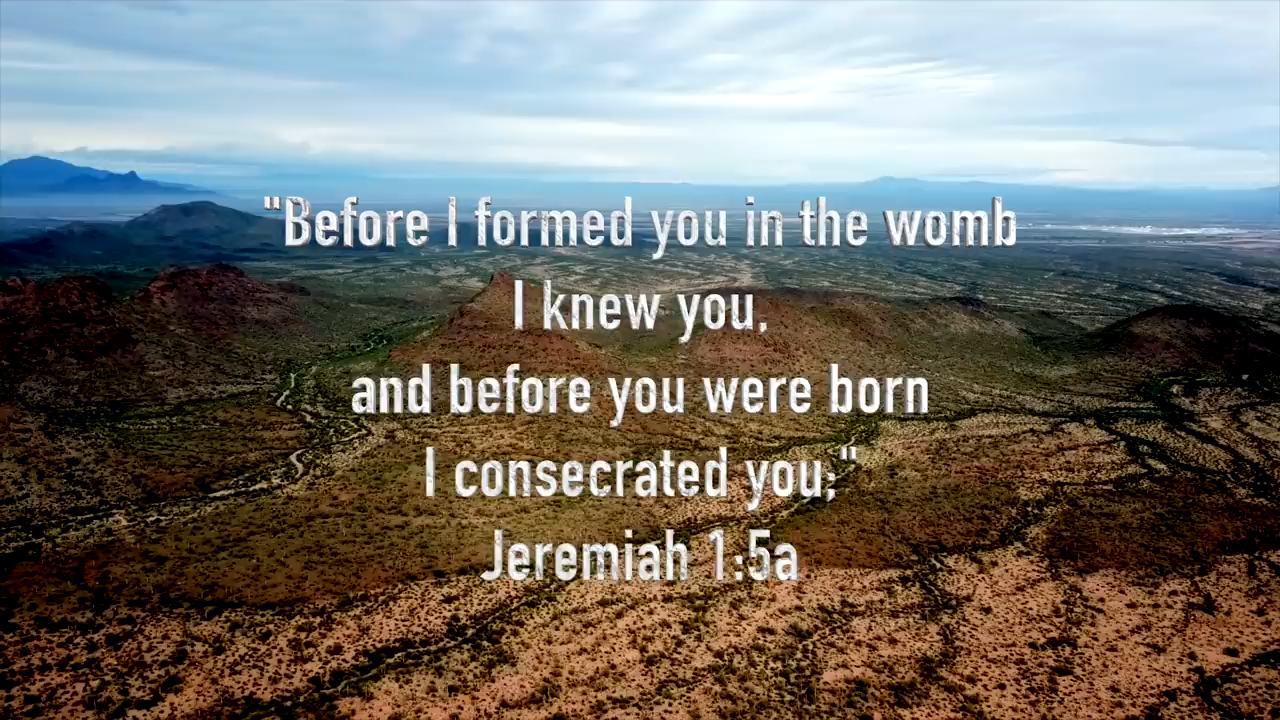 "Before I formed you in the womb
I knew you,
and before you were born
I consecrated you;"
Jeremiah 1:5a